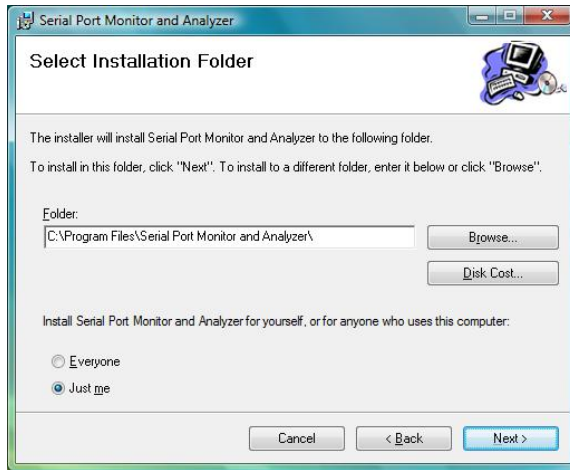 Serial Port Monitor and Analyzer
Select Installation Folder
The installer will install Serial Port Monitor and Analyzer to the following folder.
To install in this folder, click "Next". To install to a different folder, enter it below or click "Browse".
Folder:
C:\Program Files\Serial Port Monitor and Analyzer\
Browse...
Disk Cost...
Install Serial Port Monitor and Analyzer for yourself, or for anyone who uses this computer:
Everyone
Just me
Cancel
< Back
Next >